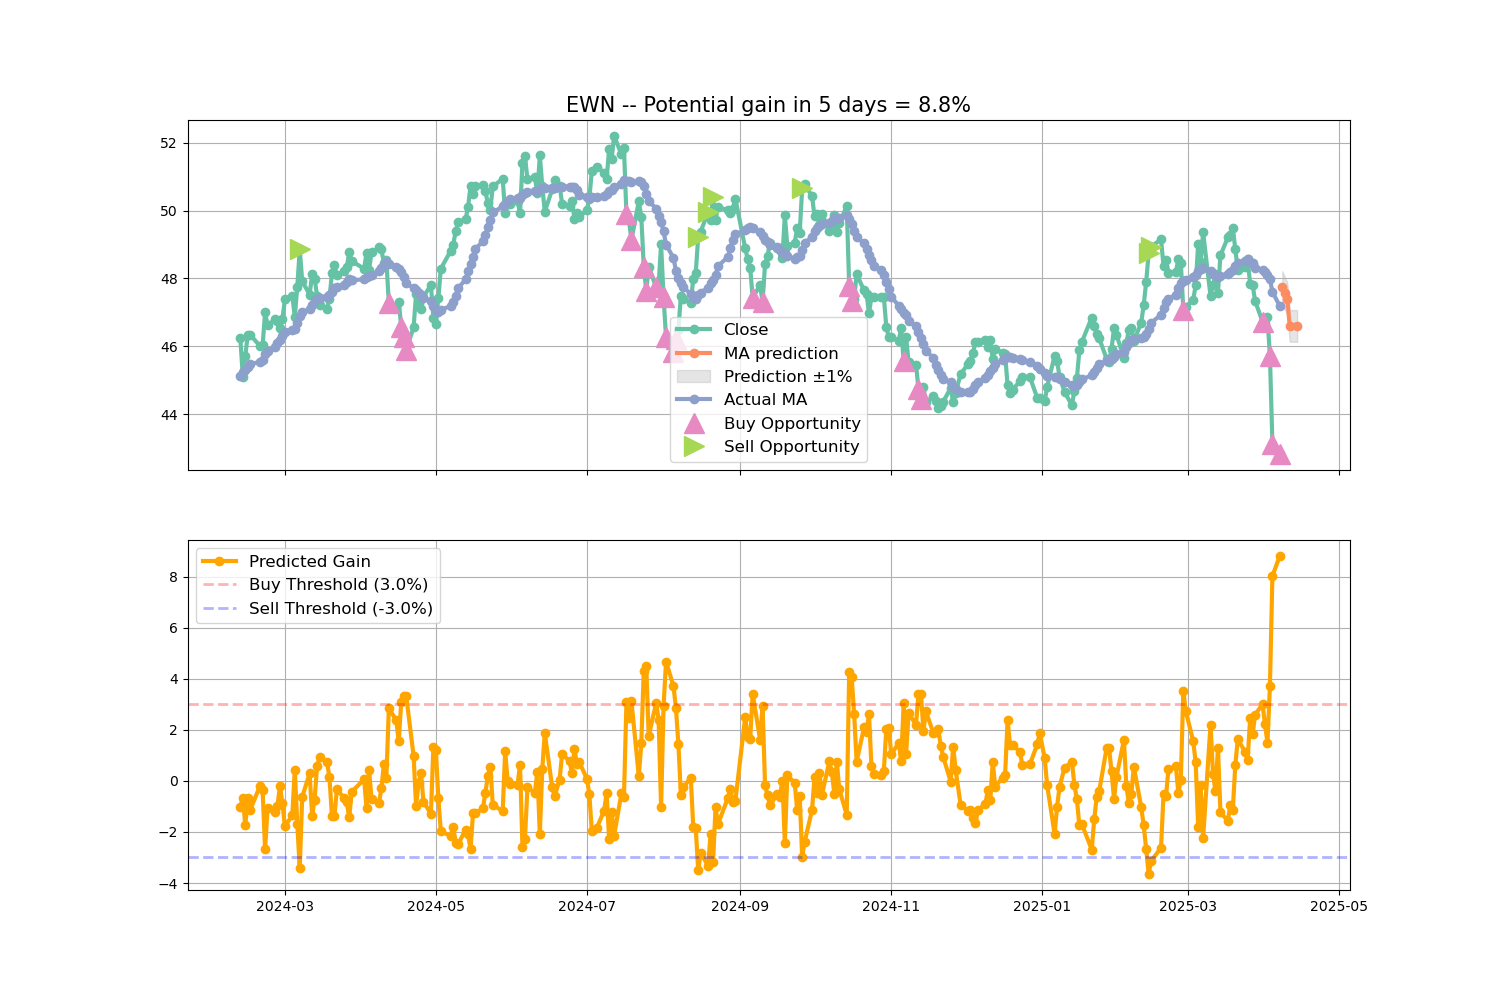 EWN -- Potential gain in 5 days = 8.8%
52
50
48
46
44
Close
MA prediction
Prediction ±1%
Actual MA
Buy Opportunity
Sell Opportunity
Predicted Gain
Buy Threshold (3.0%)
Sell Threshold (-3.0%)
8
6
4
2
0
−2
−4
2024-03
2024-05
2024-07
2024-09
2024-11
2025-01
2025-03
2025-05